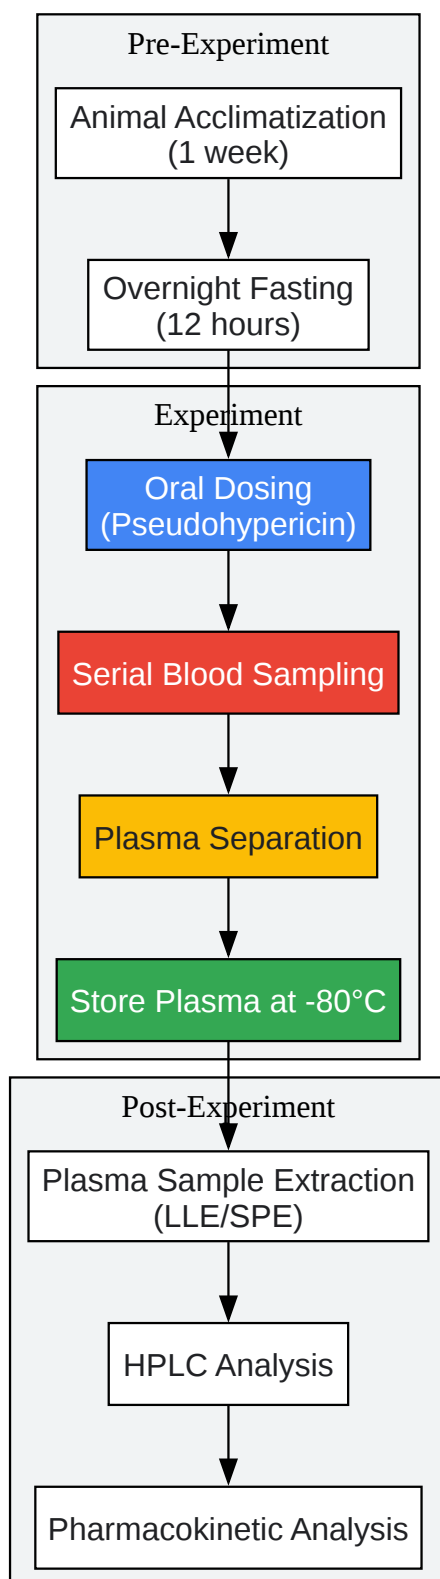 Pre-Experiment
Animal Acclimatization
(1 week)
Overnight Fasting
(12 hours)
Experiment
Oral Dosing
(Pseudohypericin)
Serial Blood Sampling
Plasma Separation
Store Plasma at -80°C
Post-Experiment
Plasma Sample Extraction
(LLE/SPE)
HPLC Analysis
Pharmacokinetic Analysis